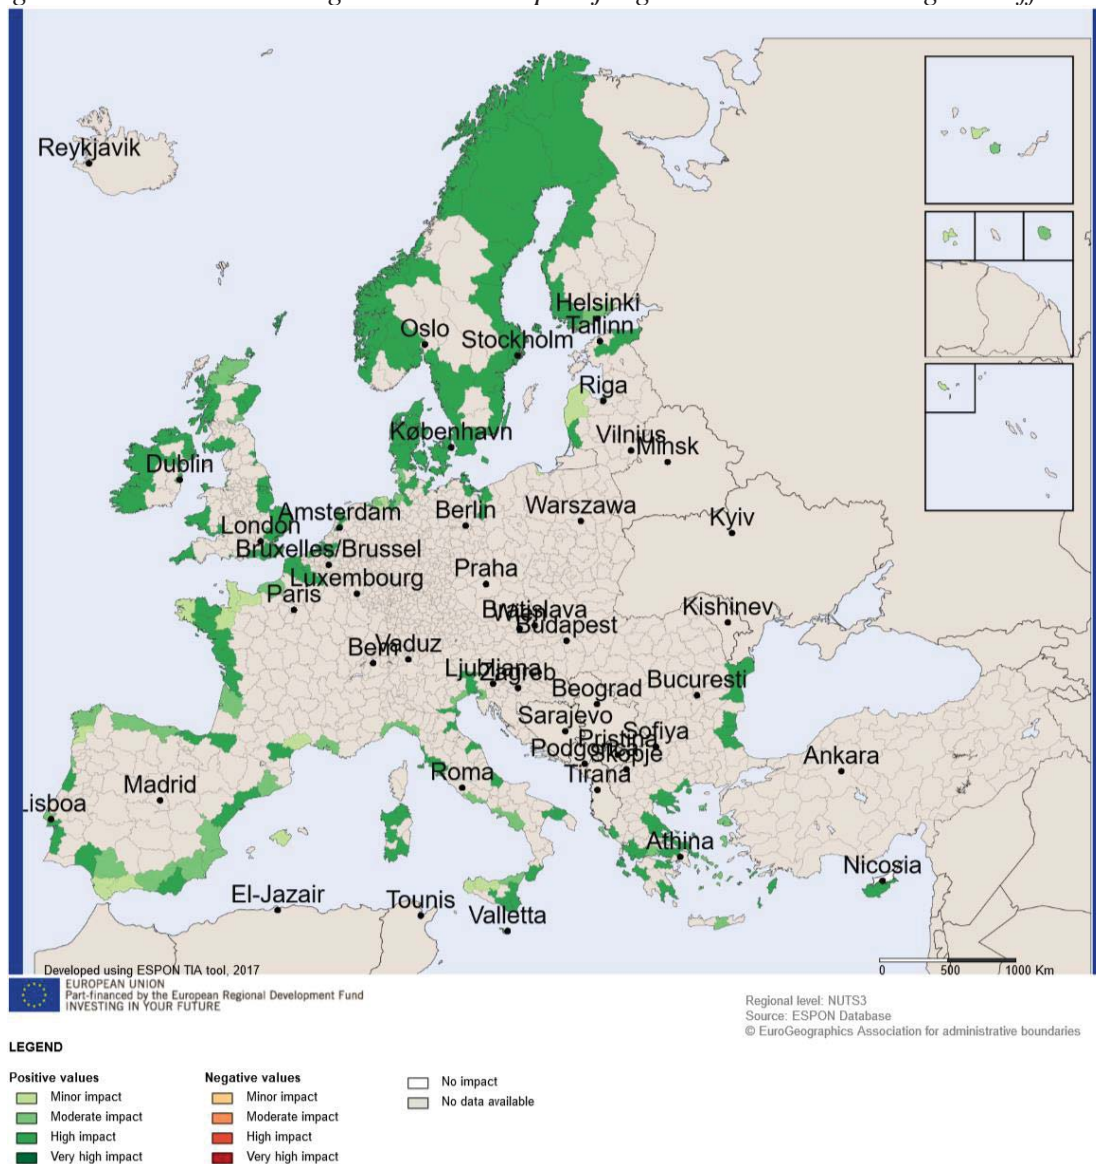 Reykjavik
Helsinki
Tallinn
Oslo
Stockholm
Riga
København
Vilnius
Minsk
Dublin
Amsterdam
Berlin
Warszawa
London
Kyiv
Bruxelles/Brussel
Praha
Luxembourg
Paris
Bratislava
Wien
Kishinev
Budapest
Bern
Vaduz
Ljubljana
Zagreb
Beograd
Bucuresti
Sarajevo
Sofiya
Pristina
Podgorica
Skopje
Ankara
Madrid
Roma
Tirana
Lisboa
Athina
Nicosia
El-Jazair
Tounis
Valletta
Developed using ESPON TIA tool, 2017
0 500 1000 Km
EUROPEAN UNION
Part-financed by the European Regional Development Fund
INVESTING IN YOUR FUTURE
Regional level: NUTS3
Source: ESPON Database
© EuroGeographics Association for administrative boundaries
LEGEND
Positive values
Minor impact
Moderate impact
High impact
Very high impact
Negative values
Minor impact
Moderate impact
High impact
Very high impact
No impact
No data available